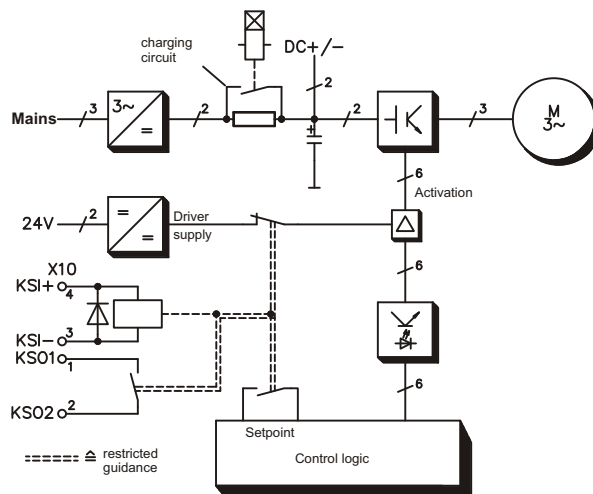 charging
circuit
DC+/-
2
Mains 3
3~
=
2
+
2
3
M
3~
6
Activation
24V 2
=
=
Driver
supply
6
X10
KSI+ 4
KSI- 3
KSO1 1
KSO2 2
6
Setpoint
Control logic
≙ restricted
guidance